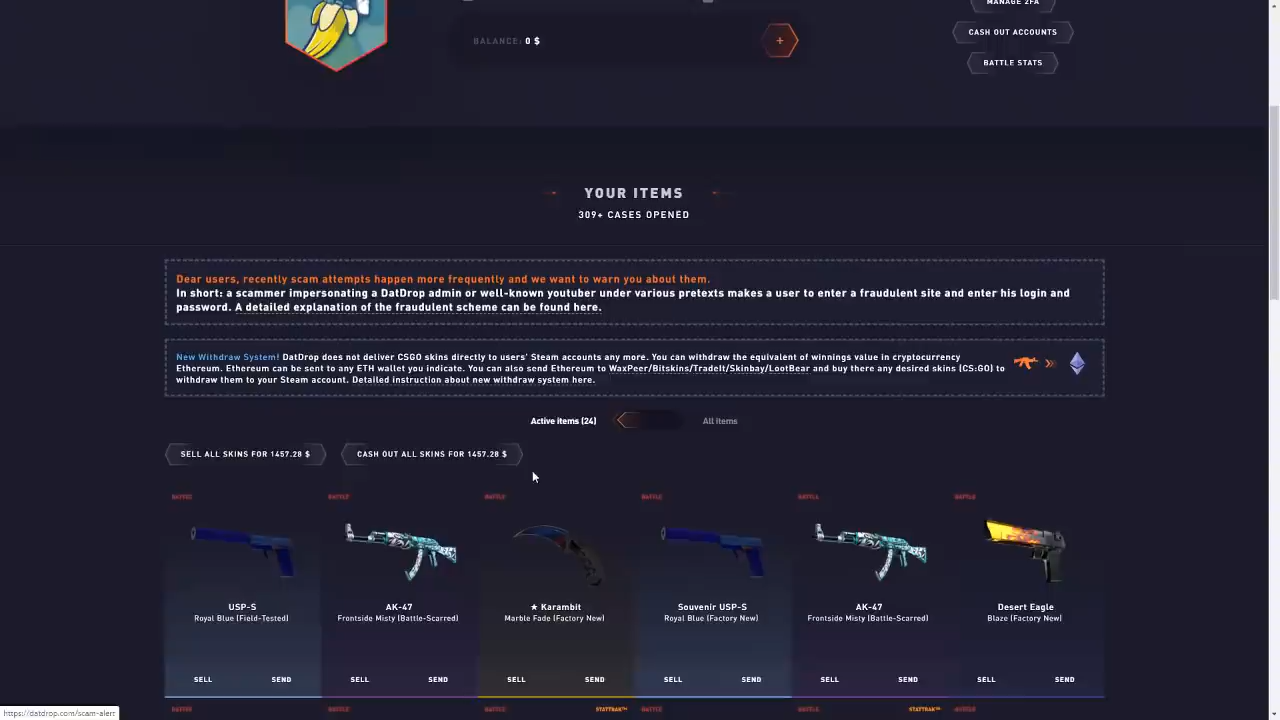 MANAGE 2FA
BALANCE: 0 $
+
CASH OUT ACCOUNTS
BATTLE STATS
YOUR ITEMS
309+ CASES OPENED
Dear users, recently scam attempts happen more frequently and we want to warn you about them.
In short: a scammer impersonating a DatDrop admin or well-known youtuber under various pretexts makes a user to enter a fraudulent site and enter his login and
password. A detailed explanation of the fraudulent scheme can be found here.
New Withdraw System! DatDrop does not deliver CSGO skins directly to users' Steam accounts any more. You can withdraw the equivalent of winnings value in cryptocurrency
Ethereum. Ethereum can be sent to any ETH wallet you indicate. You can also send Ethereum to WaxPeer/Bitskins/TradeIt/Skinbay/LootBear and buy there any desired skins (CS:GO) to
withdraw them to your Steam account. Detailed instruction about new withdraw system here.
Active items (24) All items
SELL ALL SKINS FOR 1457.28 $ CASH OUT ALL SKINS FOR 1457.28 $
BATTLE BATTLE BATTLE BATTLE BATTLE BATTLE
USP-S AK-47 ★ Karambit Souvenir USP-S AK-47 Desert Eagle
Royal Blue (Field-Tested) Frontside Misty (Battle-Scarred) Marble Fade (Factory New) Royal Blue (Factory New) Frontside Misty (Battle-Scarred) Blaze (Factory New)
SELL SEND SELL SEND SELL SEND SELL SEND SELL SEND SELL SEND
BATTLE BATTLE BATTLE STATTRAK™ BATTLE BATTLE STATTRAK™ BATTLE
https://datdrop.com/scam-alert